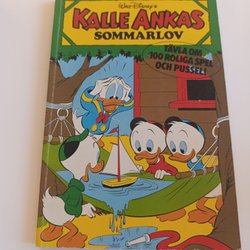 Walt Disney's
KALLE ANKAS
SOMMARLOV
TÄVLA OM
100 ROLIGA SPEL
OCH PUSSEL!